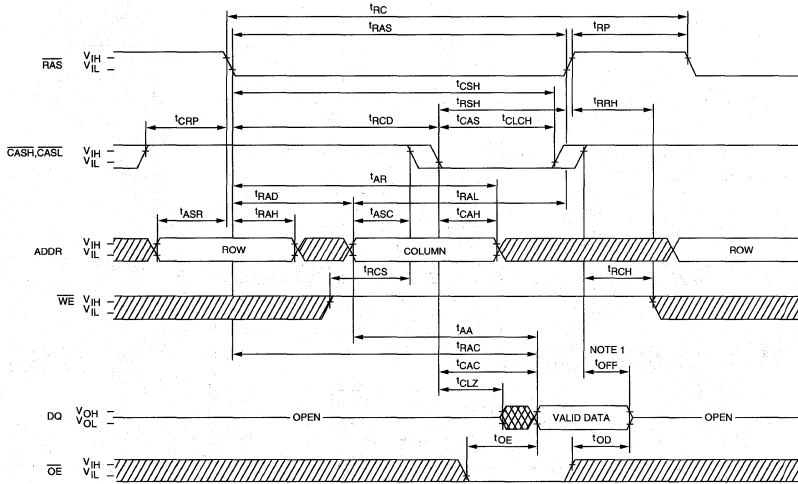 tRC
tRAS
tRP
RAS VIH VIL
tCSH
tRSH
tRRH
tCRP
tRCD
tCAS
tCLCH
CASH,CASL VIH VIL
tAR
tRAD
tRAL
tASR
tRAH
tASC
tCAH
ADDR VIH VIL
ROW
COLUMN
ROW
tRCS
tRCH
WE VIH VIL
tAA
tRAC
NOTE 1
tCAC
tOFF
tCLZ
DQ VOH VOL
OPEN
VALID DATA
OPEN
tOE
tOD
OE VIH VIL